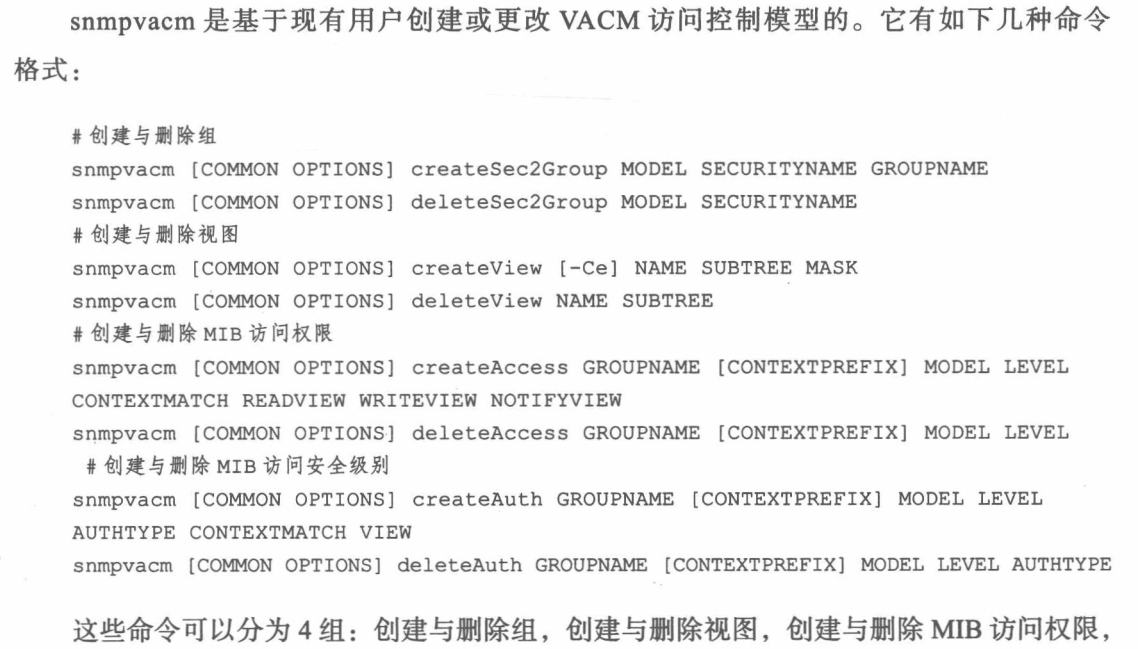 snmpvacm 是基于现有用户创建或更改 VACM 访问控制模型的。它有如下几种命令
格式：
# 创建与删除组
snmpvacm [COMMON OPTIONS] createSec2Group MODEL SECURITYNAME GROUPNAME
snmpvacm [COMMON OPTIONS] deleteSec2Group MODEL SECURITYNAME
# 创建与删除视图
snmpvacm [COMMON OPTIONS] createView [-Ce] NAME SUBTREE MASK
snmpvacm [COMMON OPTIONS] deleteView NAME SUBTREE
# 创建与删除 MIB 访问权限
snmpvacm [COMMON OPTIONS] createAccess GROUPNAME [CONTEXTPREFIX] MODEL LEVEL
CONTEXTMATCH READVIEW WRITEVIEW NOTIFYVIEW
snmpvacm [COMMON OPTIONS] deleteAccess GROUPNAME [CONTEXTPREFIX] MODEL LEVEL
# 创建与删除 MIB 访问安全级别
snmpvacm [COMMON OPTIONS] createAuth GROUPNAME [CONTEXTPREFIX] MODEL LEVEL
AUTHTYPE CONTEXTMATCH VIEW
snmpvacm [COMMON OPTIONS] deleteAuth GROUPNAME [CONTEXTPREFIX] MODEL LEVEL AUTHTYPE
这些命令可以分为 4 组：创建与删除组，创建与删除视图，创建与删除 MIB 访问权限，